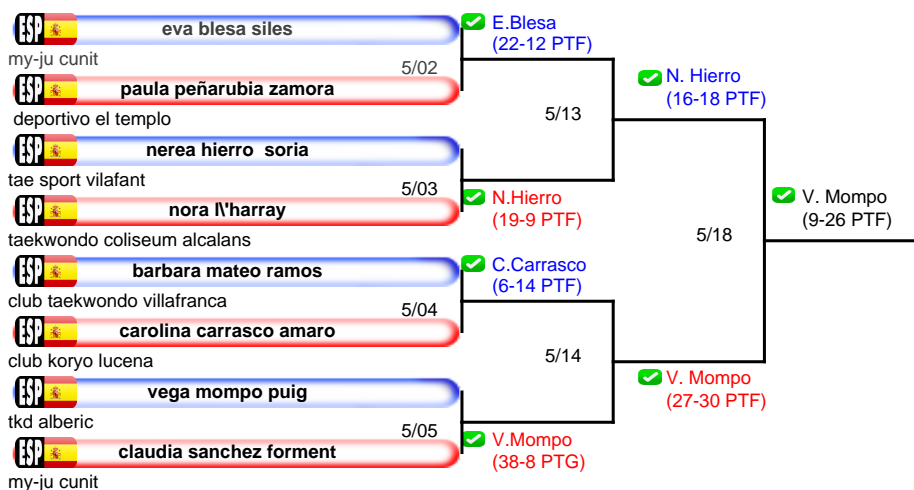 ESP eva blesa siles
my-ju cunit
5/02
ESP paula peñarubia zamora
deportivo el templo
E.Blesa
(22-12 PTF)
ESP nerea hierro soria
tae sport vilafant
5/03
ESP nora l\'harray
taekwondo coliseum alcalans
N.Hierro
(19-9 PTF)
5/13
N. Hierro
(16-18 PTF)
ESP barbara mateo ramos
club taekwondo villafranca
5/04
ESP carolina carrasco amaro
club koryo lucena
C.Carrasco
(6-14 PTF)
ESP vega mompo puig
tkd alberic
5/05
ESP claudia sanchez forment
my-ju cunit
V.Mompo
(38-8 PTG)
5/14
V. Mompo
(27-30 PTF)
5/18
V. Mompo
(9-26 PTF)